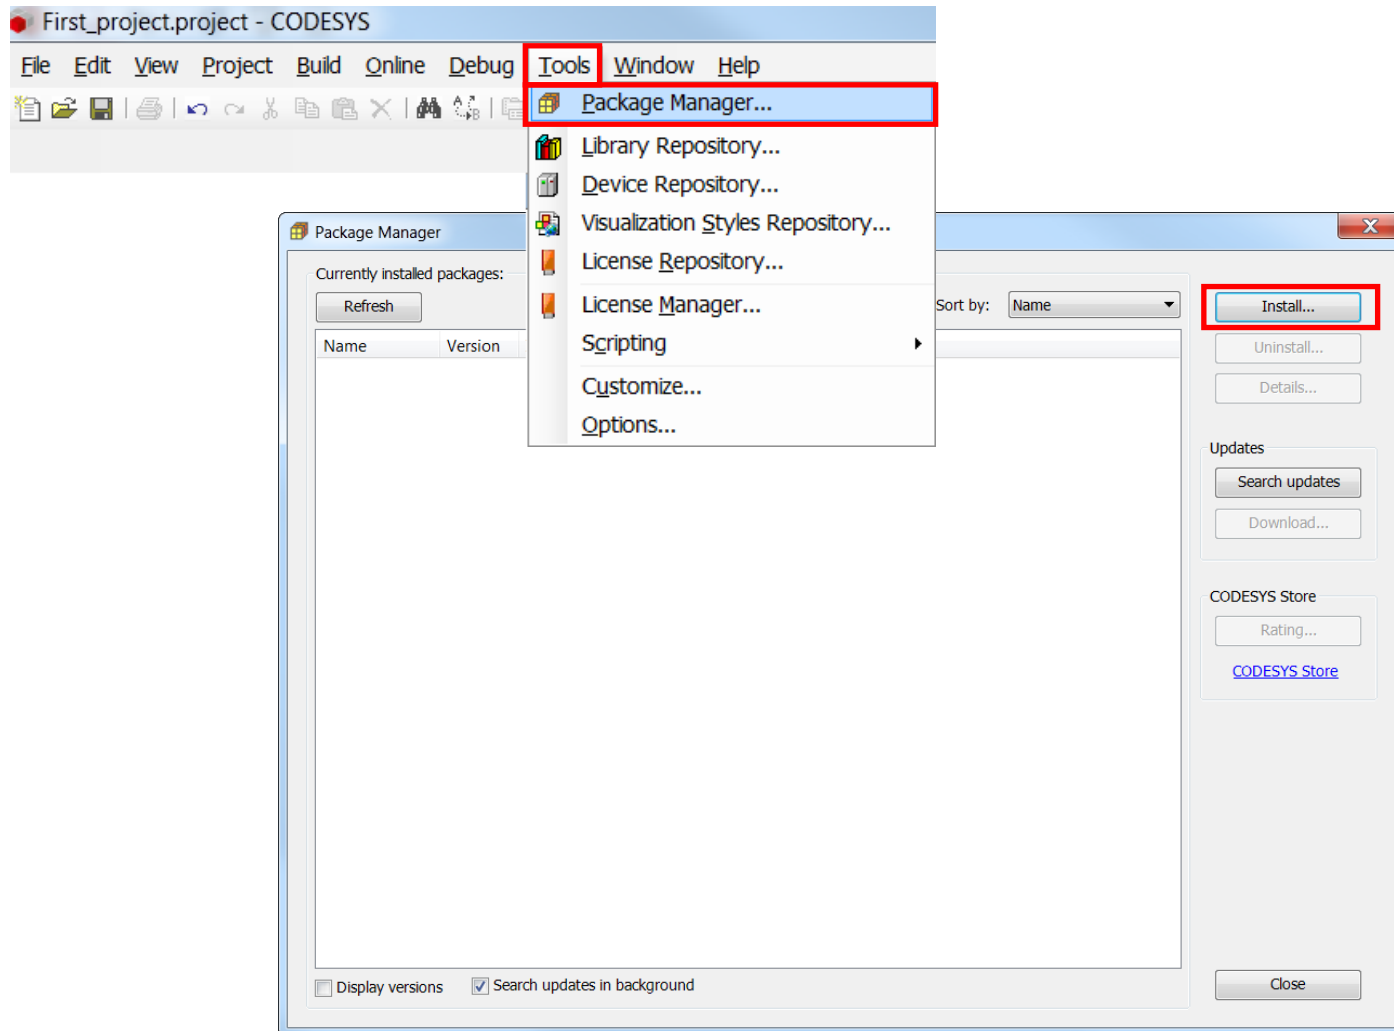 First_project.project - CODESYS
File Edit View Project Build Online Debug Tools Window Help
Package Manager...
Library Repository...
Device Repository...
Visualization Styles Repository...
License Repository...
License Manager...
Scripting
Customize...
Options...
Package Manager
X
Currently installed packages:
Refresh
Sort by: Name
Name Version
Install...
Uninstall...
Details...
Updates
Search updates
Download...
CODESYS Store
Rating...
CODESYS Store
Display versions Search updates in background
Close